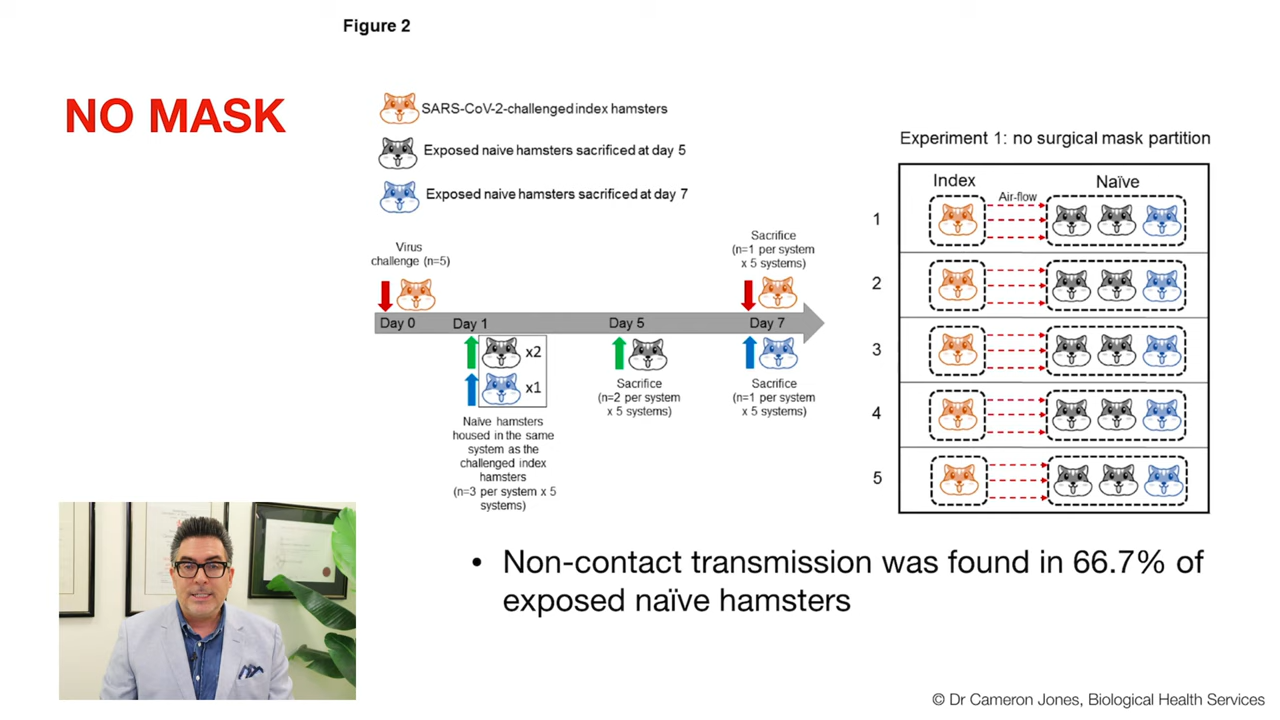 Figure 2
NO MASK
SARS-CoV-2-challenged index hamsters
Exposed naive hamsters sacrificed at day 5
Exposed naive hamsters sacrificed at day 7
Virus
challenge (n=5)
Sacrifice
(n=1 per system
x 5 systems)
Day 0
Day 1
Day 5
Day 7
x2
x1
Naïve hamsters
housed in the same
system as the
challenged index
hamsters
(n=3 per system x 5
systems)
Sacrifice
(n=2 per system
x 5 systems)
Sacrifice
(n=1 per system
x 5 systems)
Experiment 1: no surgical mask partition
Index
Naïve
Air-flow
1
2
3
4
5
• Non-contact transmission was found in 66.7% of
exposed naïve hamsters
© Dr Cameron Jones, Biological Health Services